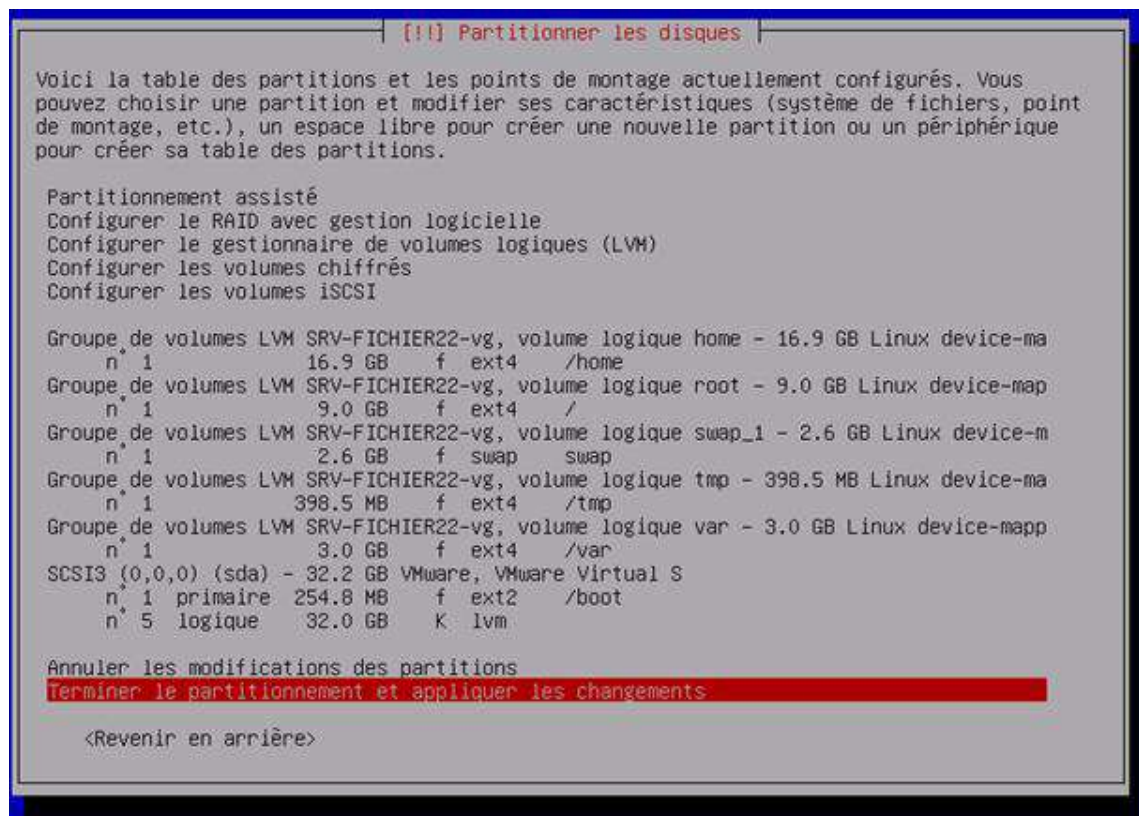 [!!] Partitionner les disques
Voici la table des partitions et les points de montage actuellement configurés. Vous
pouvez choisir une partition et modifier ses caractéristiques (système de fichiers, point
de montage, etc.), un espace libre pour créer une nouvelle partition ou un périphérique
pour créer sa table des partitions.
Partitionnement assisté
Configurer le RAID avec gestion logicielle
Configurer le gestionnaire de volumes logiques (LVM)
Configurer les volumes chiffrés
Configurer les volumes iSCSI
Groupe de volumes LVM SRV-FICHIER22-vg, volume logique home - 16.9 GB Linux device-ma
n° 1 16.9 GB f ext4 /home
Groupe de volumes LVM SRV-FICHIER22-vg, volume logique root - 9.0 GB Linux device-map
n° 1 9.0 GB f ext4 /
Groupe de volumes LVM SRV-FICHIER22-vg, volume logique swap_1 - 2.6 GB Linux device-m
n° 1 2.6 GB f swap swap
Groupe de volumes LVM SRV-FICHIER22-vg, volume logique tmp - 398.5 MB Linux device-ma
n° 1 398.5 MB f ext4 /tmp
Groupe de volumes LVM SRV-FICHIER22-vg, volume logique var - 3.0 GB Linux device-mapp
n° 1 3.0 GB f ext4 /var
SCSI3 (0,0,0) (sda) - 32.2 GB VMware, VMware Virtual S
n° 1 primaire 254.8 MB f ext2 /boot
n° 5 logique 32.0 GB K lvm
Annuler les modifications des partitions
Terminer le partitionnement et appliquer les changements
<Revenir en arrière>